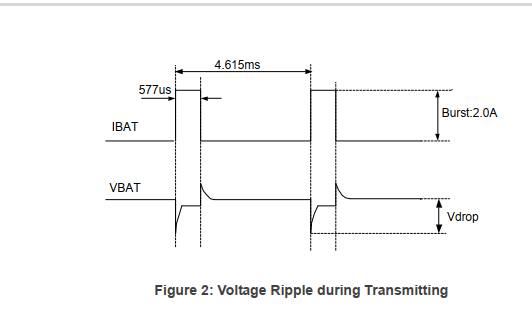 4.615ms
577us
Burst:2.0A
IBAT
VBAT
Vdrop
Figure 2: Voltage Ripple during Transmitting